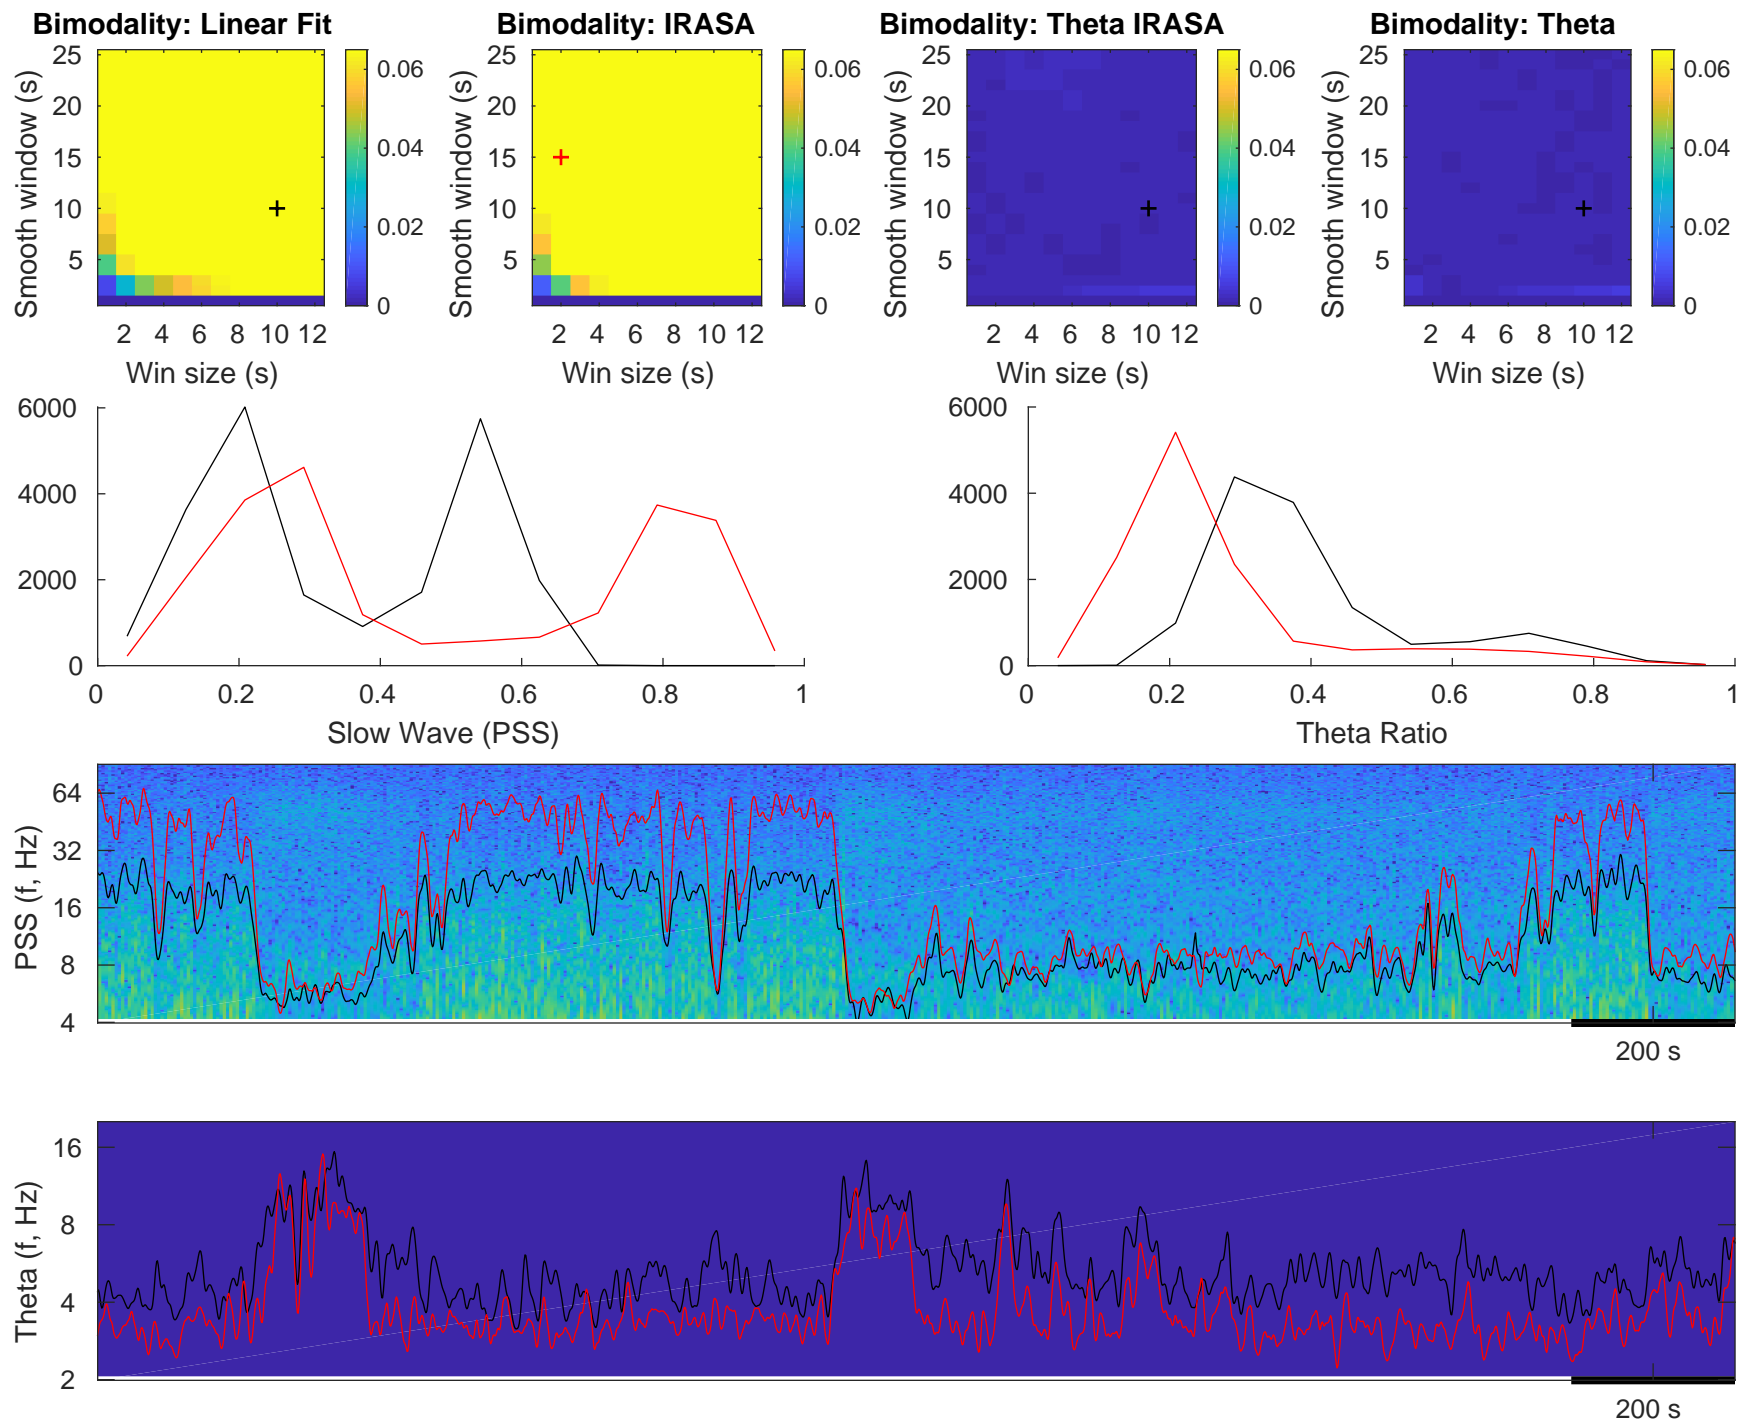 Bimodality: Linear Fit
Bimodality: IRASA
Bimodality: Theta IRASA
Bimodality: Theta
Smooth window (s)
25
20
15
10
5
2 4 6 8 10 12
Win size (s)
0.06
0.04
0.02
0
Smooth window (s)
25
20
15
10
5
2 4 6 8 10 12
Win size (s)
0.06
0.04
0.02
0
Smooth window (s)
25
20
15
10
5
2 4 6 8 10 12
Win size (s)
0.06
0.04
0.02
0
Smooth window (s)
25
20
15
10
5
2 4 6 8 10 12
Win size (s)
0.06
0.04
0.02
0
6000
4000
2000
0
0 0.2 0.4 0.6 0.8 1
Slow Wave (PSS)
6000
4000
2000
0
0 0.2 0.4 0.6 0.8 1
Theta Ratio
PSS (f, Hz)
64
32
16
8
4
200 s
Theta (f, Hz)
16
8
4
2
200 s